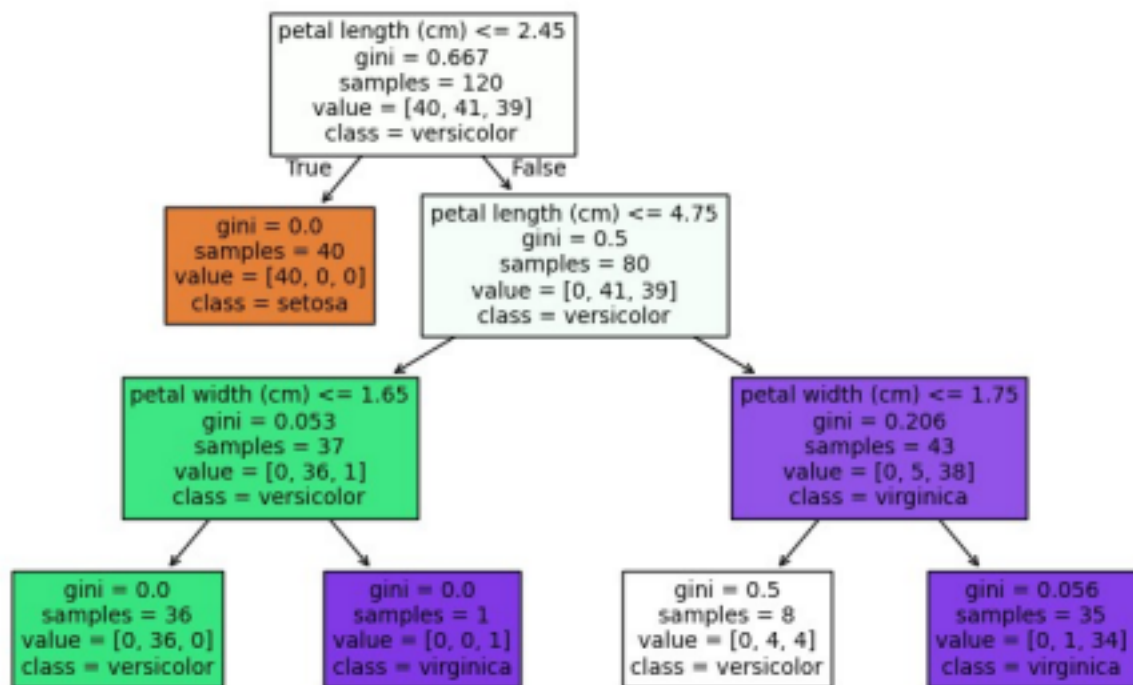 petal length (cm) <= 2.45
gini = 0.667
samples = 120
value = [40, 41, 39]
class = versicolor
True
False
gini = 0.0
samples = 40
value = [40, 0, 0]
class = setosa
petal length (cm) <= 4.75
gini = 0.5
samples = 80
value = [0, 41, 39]
class = versicolor
petal width (cm) <= 1.65
gini = 0.053
samples = 37
value = [0, 36, 1]
class = versicolor
petal width (cm) <= 1.75
gini = 0.206
samples = 43
value = [0, 5, 38]
class = virginica
gini = 0.0
samples = 36
value = [0, 36, 0]
class = versicolor
gini = 0.0
samples = 1
value = [0, 0, 1]
class = virginica
gini = 0.5
samples = 8
value = [0, 4, 4]
class = versicolor
gini = 0.056
samples = 35
value = [0, 1, 34]
class = virginica